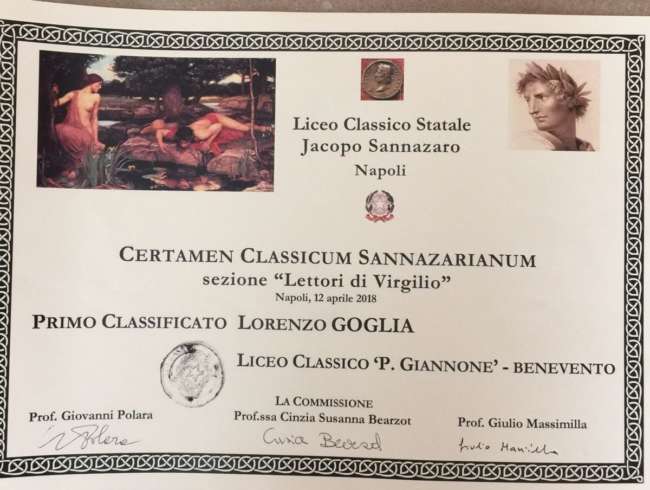 Liceo Classico Statale
Jacopo Sannazaro
Napoli
CERTAMEN CLASSICUM SANNAZARIANUM
sezione “Lettori di Virgilio”
Napoli, 12 aprile 2018
PRIMO CLASSIFICATO LORENZO GOGLIA
LICEO CLASSICO ‘P. GIANNONE’ - BENEVENTO
LA COMMISSIONE
Prof. Giovanni Polara
Prof.ssa Cinzia Susanna Bearzot
Prof. Giulio Massimilla